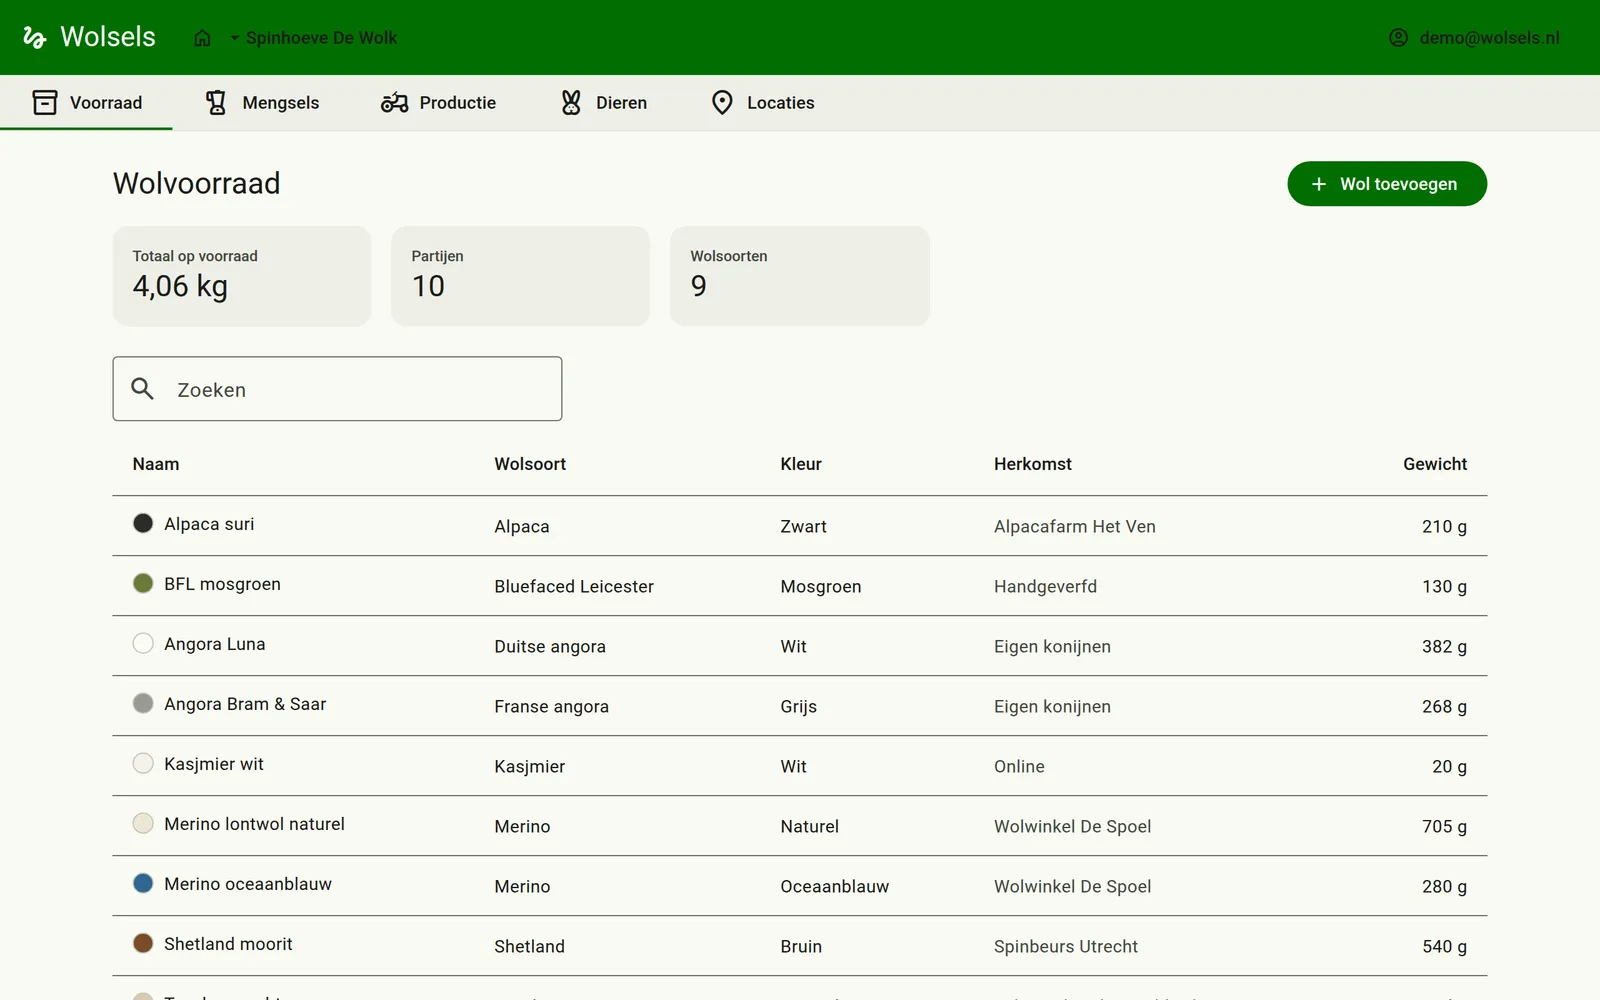 Wolsels
Spinhoeve De Wolk
demo@wolsels.nl
Voorraad
Mengsels
Productie
Dieren
Locaties
Wolvoorraad
Wol toevoegen
Totaal op voorraad
4,06 kg
Partijen
10
Wolsoorten
9
Zoeken
Naam Wolsoort Kleur Herkomst Gewicht
Alpaca suri Alpaca Zwart Alpacafarm Het Ven 210 g
BFL mosgroen Bluefaced Leicester Mosgroen Handgeverfd 130 g
Angora Luna Duitse angora Wit Eigen konijnen 382 g
Angora Bram & Saar Franse angora Grijs Eigen konijnen 268 g
Kasjmier wit Kasjmier Wit Online 20 g
Merino lontwol naturel Merino Naturel Wolwinkel De Spoel 705 g
Merino oceaanblauw Merino Oceaanblauw Wolwinkel De Spoel 280 g
Shetland moorit Shetland Bruin Spinbeurs Utrecht 540 g